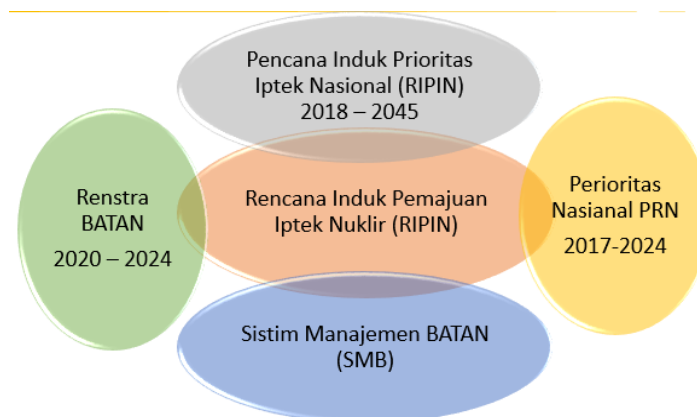 Pencana Induk Prioritas
Iptek Nasional (RIPIN)
2018 – 2045
Renstra
BATAN
2020 – 2024
Rencana Induk Pemajuan
Iptek Nuklir (RIPIN)
Perioritas
Nasianal PRN
2017-2024
Sistim Manajemen BATAN
(SMB)